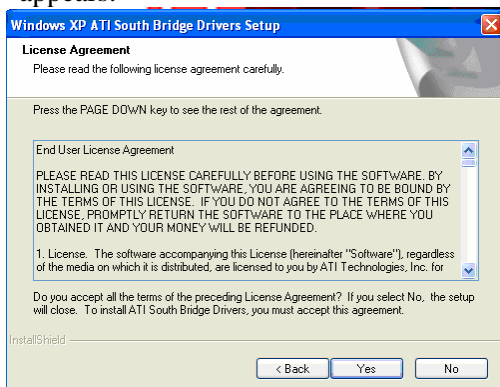 appears.
Windows XP ATI South Bridge Drivers Setup
License Agreement
Please read the following license agreement carefully.
Press the PAGE DOWN key to see the rest of the agreement.
End User License Agreement
PLEASE READ THIS LICENSE CAREFULLY BEFORE USING THE SOFTWARE. BY
INSTALLING OR USING THE SOFTWARE, YOU ARE AGREEING TO BE BOUND BY
THE TERMS OF THIS LICENSE. IF YOU DO NOT AGREE TO THE TERMS OF THIS
LICENSE, PROMPTLY RETURN THE SOFTWARE TO THE PLACE WHERE YOU
OBTAINED IT AND YOUR MONEY WILL BE REFUNDED.
1. License. The software accompanying this License (hereinafter "Software"), regardless
of the media on which it is distributed, are licensed to you by ATI Technologies, Inc. for
Do you accept all the terms of the preceding License Agreement? If you select No, the setup
will close. To install ATI South Bridge Drivers, you must accept this agreement.
InstallShield
< Back Yes No